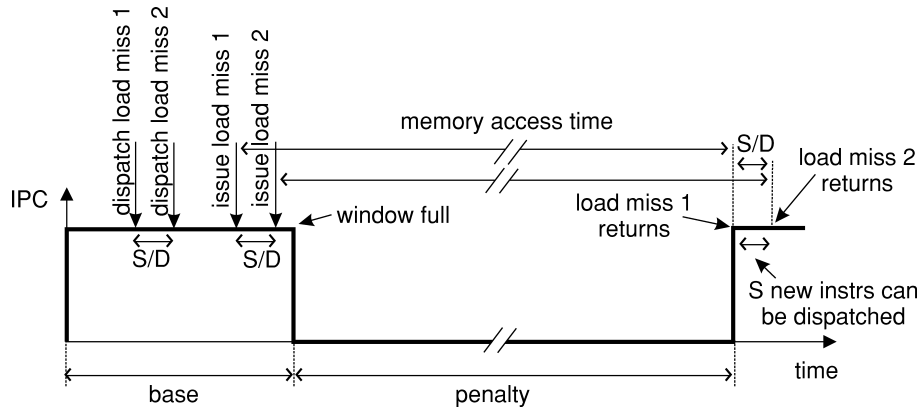 dispatch load miss 1
dispatch load miss 2
issue load miss 1
issue load miss 2
memory access time
S/D
load miss 2
returns
IPC
window full
load miss 1
returns
S/D
S/D
S new instrs can
be dispatched
time
base
penalty